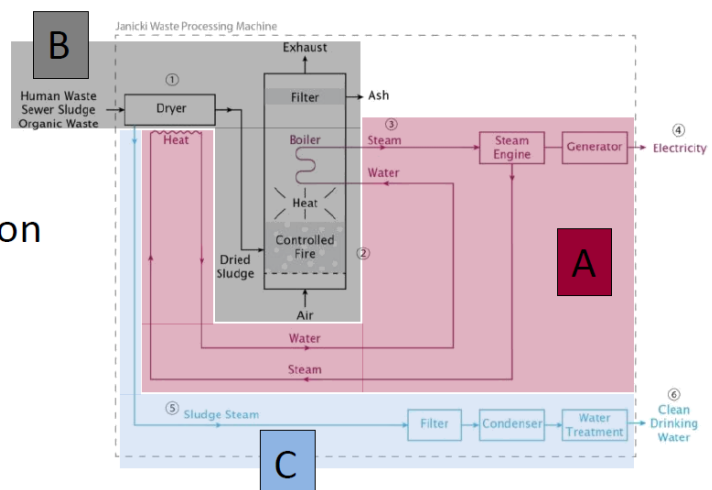 Janicki Waste Processing Machine
B
Exhaust
①
Human Waste
Sewer Sludge
Organic Waste
Dryer
Filter
Ash
Heat
Boiler
③
Steam
Steam
Engine
Generator
④
Electricity
Water
Heat
on
Controlled
Fire
②
Dried
Sludge
A
Air
Water
Steam
⑤
Sludge Steam
Filter
Condenser
Water
Treatment
⑥
Clean
Drinking
Water
C